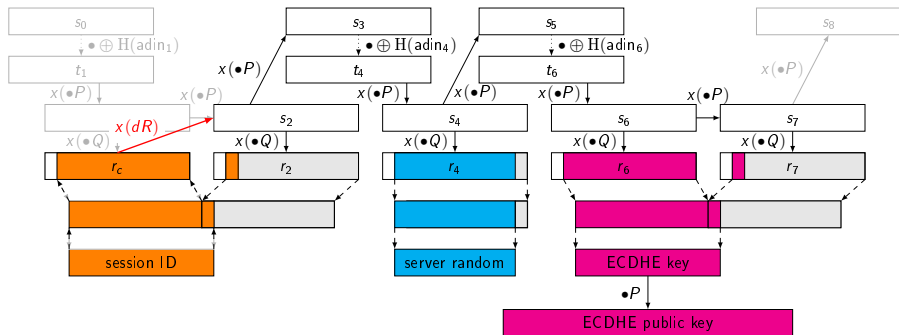 s₀ s₃ s₅ s₈
• ⊕ H(adin₁) • ⊕ H(adin₄) • ⊕ H(adin₆)
t₁ x(•P) t₄ x(•P) t₆ x(•P)
x(•P) x(•P) x(•P) x(•P) x(•P)
x(dR) s₂ s₄ s₆ s₇
x(•Q) x(•Q) x(•Q) x(•Q) x(•Q)
r_c r₂ r₄ r₆ r₇
session ID server random ECDHE key
•P
ECDHE public key